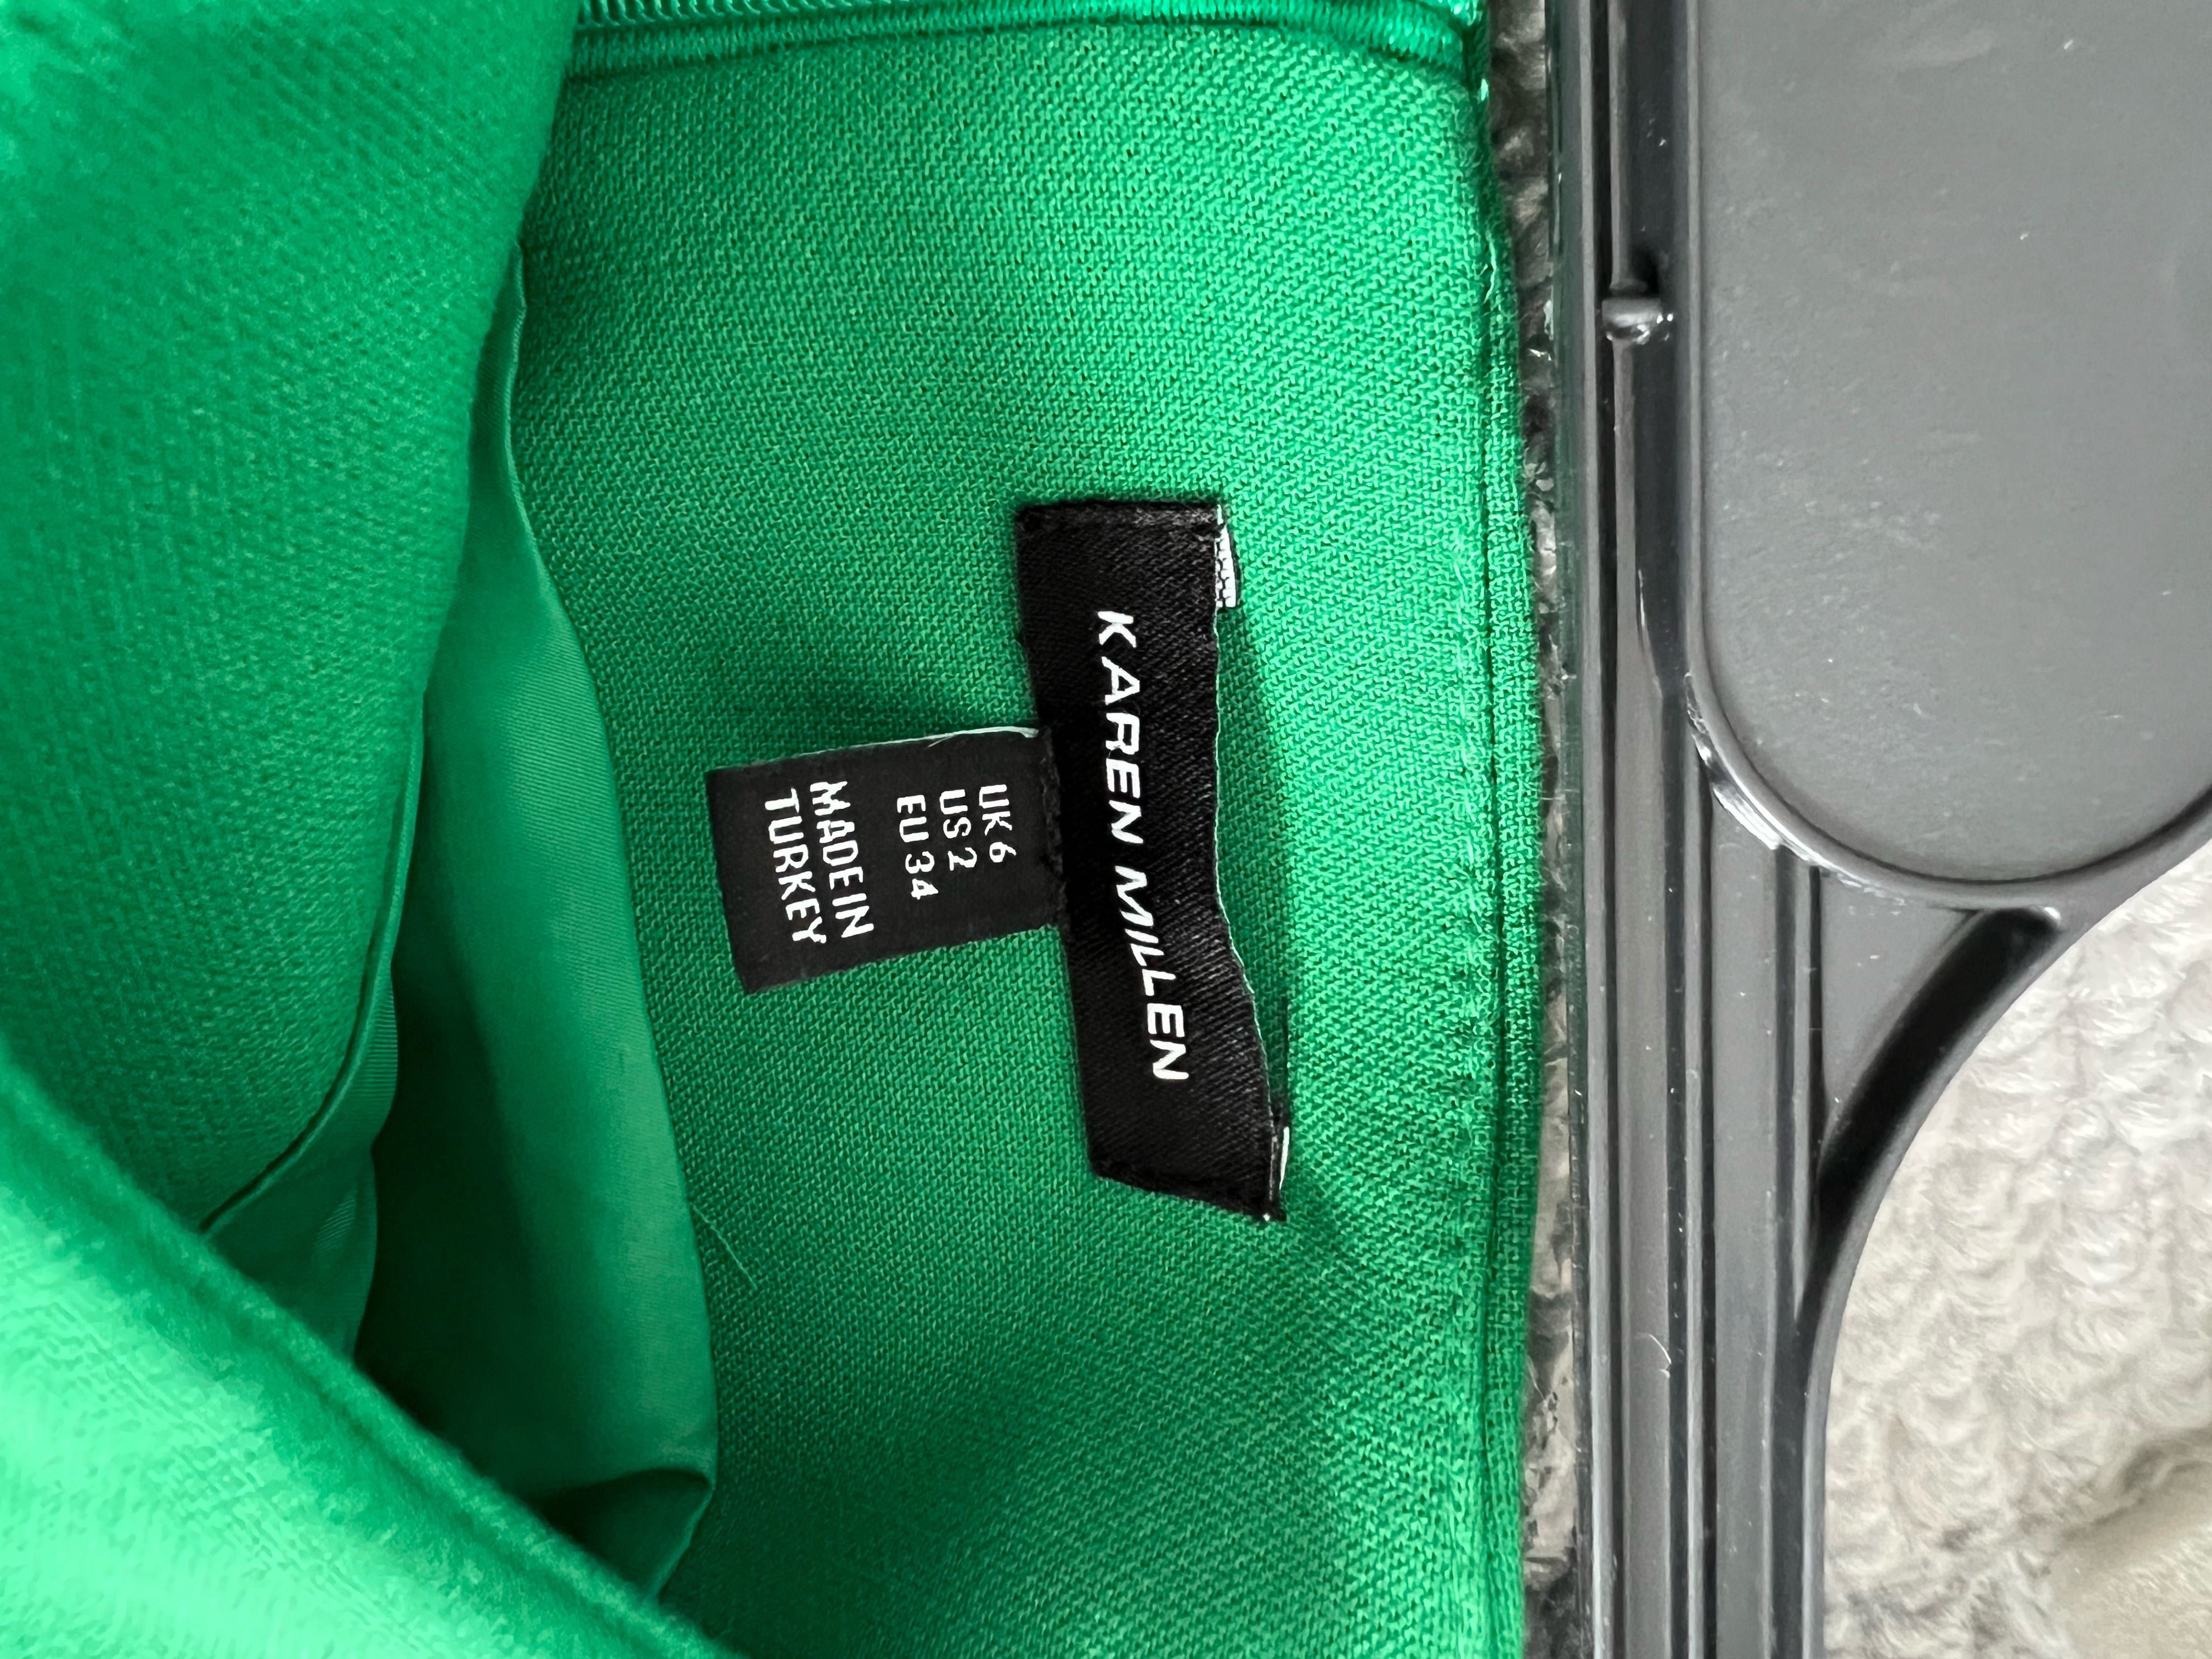 KAREN MILLEN
UK 6
US 2
EU 34
MADE IN
TURKEY